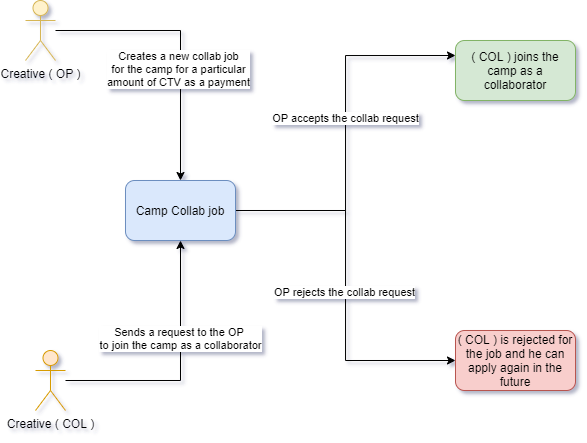 Creative ( OP )
Creates a new collab job
for the camp for a particular
amount of CTV as a payment
( COL ) joins the
camp as a
collaborator
OP accepts the collab request
Camp Collab job
OP rejects the collab request
Sends a request to the OP
to join the camp as a collaborator
( COL ) is rejected for
the job and he can
apply again in the
future
Creative ( COL )